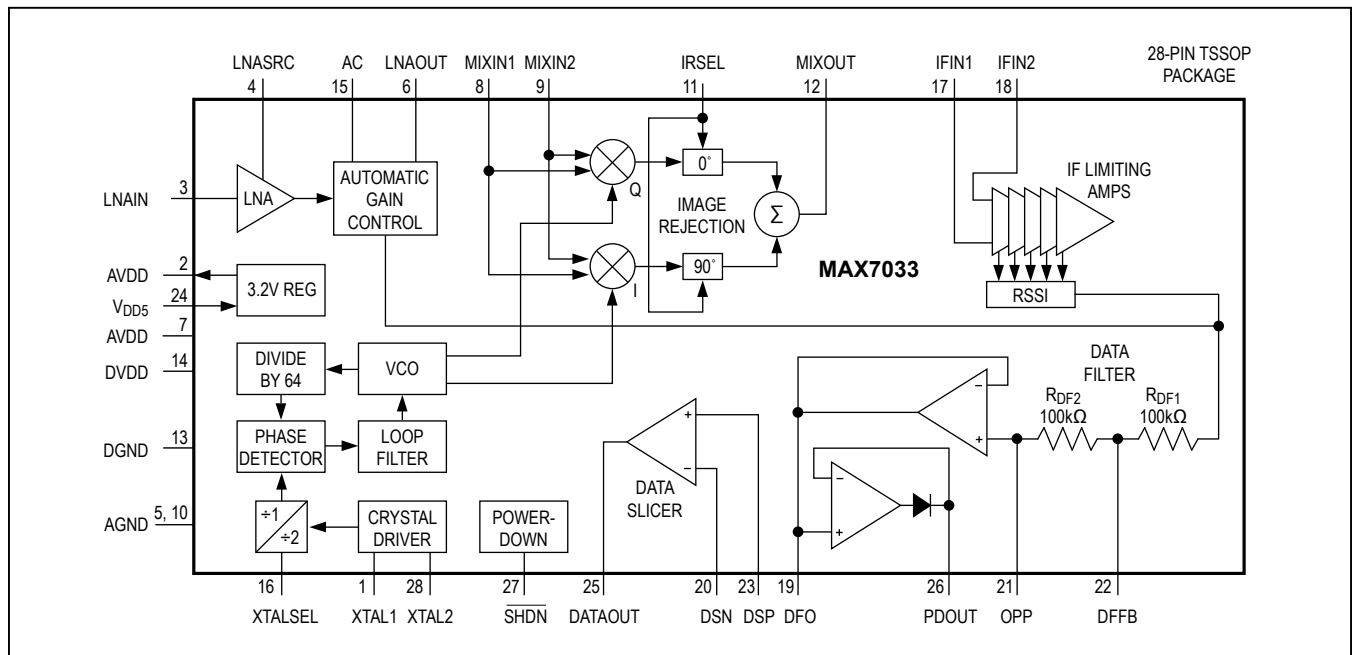 LNASRC
4
AC
15
LNAOUT
6
MIXIN1
8
MIXIN2
9
IRSEL
11
MIXOUT
12
IFIN1
17
IFIN2
18
28-PIN TSSOP
PACKAGE
LNAIN
3
LNA
AUTOMATIC
GAIN
CONTROL
Q
0°
IMAGE
REJECTION
Σ
I
90°
MAX7033
IF LIMITING
AMPS
RSSI
AVDD
2
3.2V REG
VDD5
24
AVDD
7
DVDD
14
DGND
13
AGND
5, 10
DIVIDE
BY 64
VCO
PHASE
DETECTOR
LOOP
FILTER
÷1
÷2
CRYSTAL
DRIVER
POWER-
DOWN
+
−
DATA
SLICER
−
+
−
+
DATA
FILTER
RDF2
100kΩ
RDF1
100kΩ
16
XTALSEL
1
XTAL1
28
XTAL2
27
SHDN
25
DATAOUT
20
DSN
23
DSP
19
DFO
26
PDOUT
21
OPP
22
DFFB